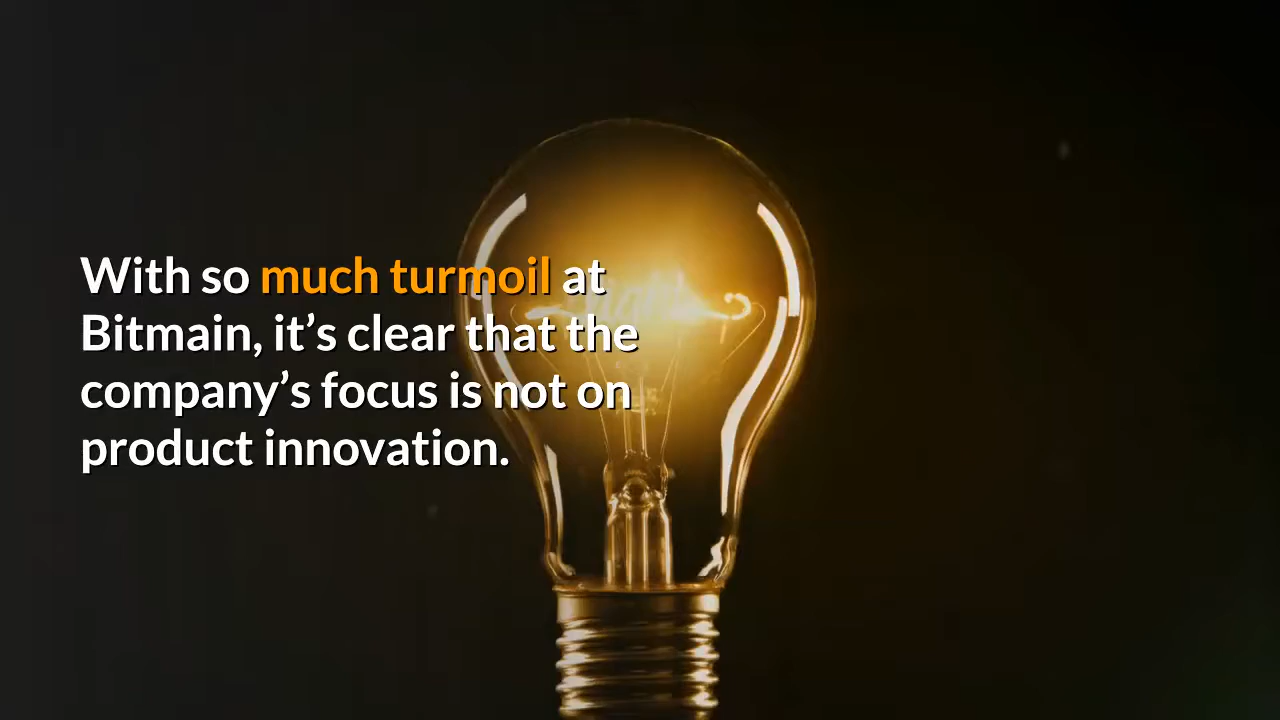 With so much turmoil at
Bitmain, it’s clear that the
company’s focus is not on
product innovation.